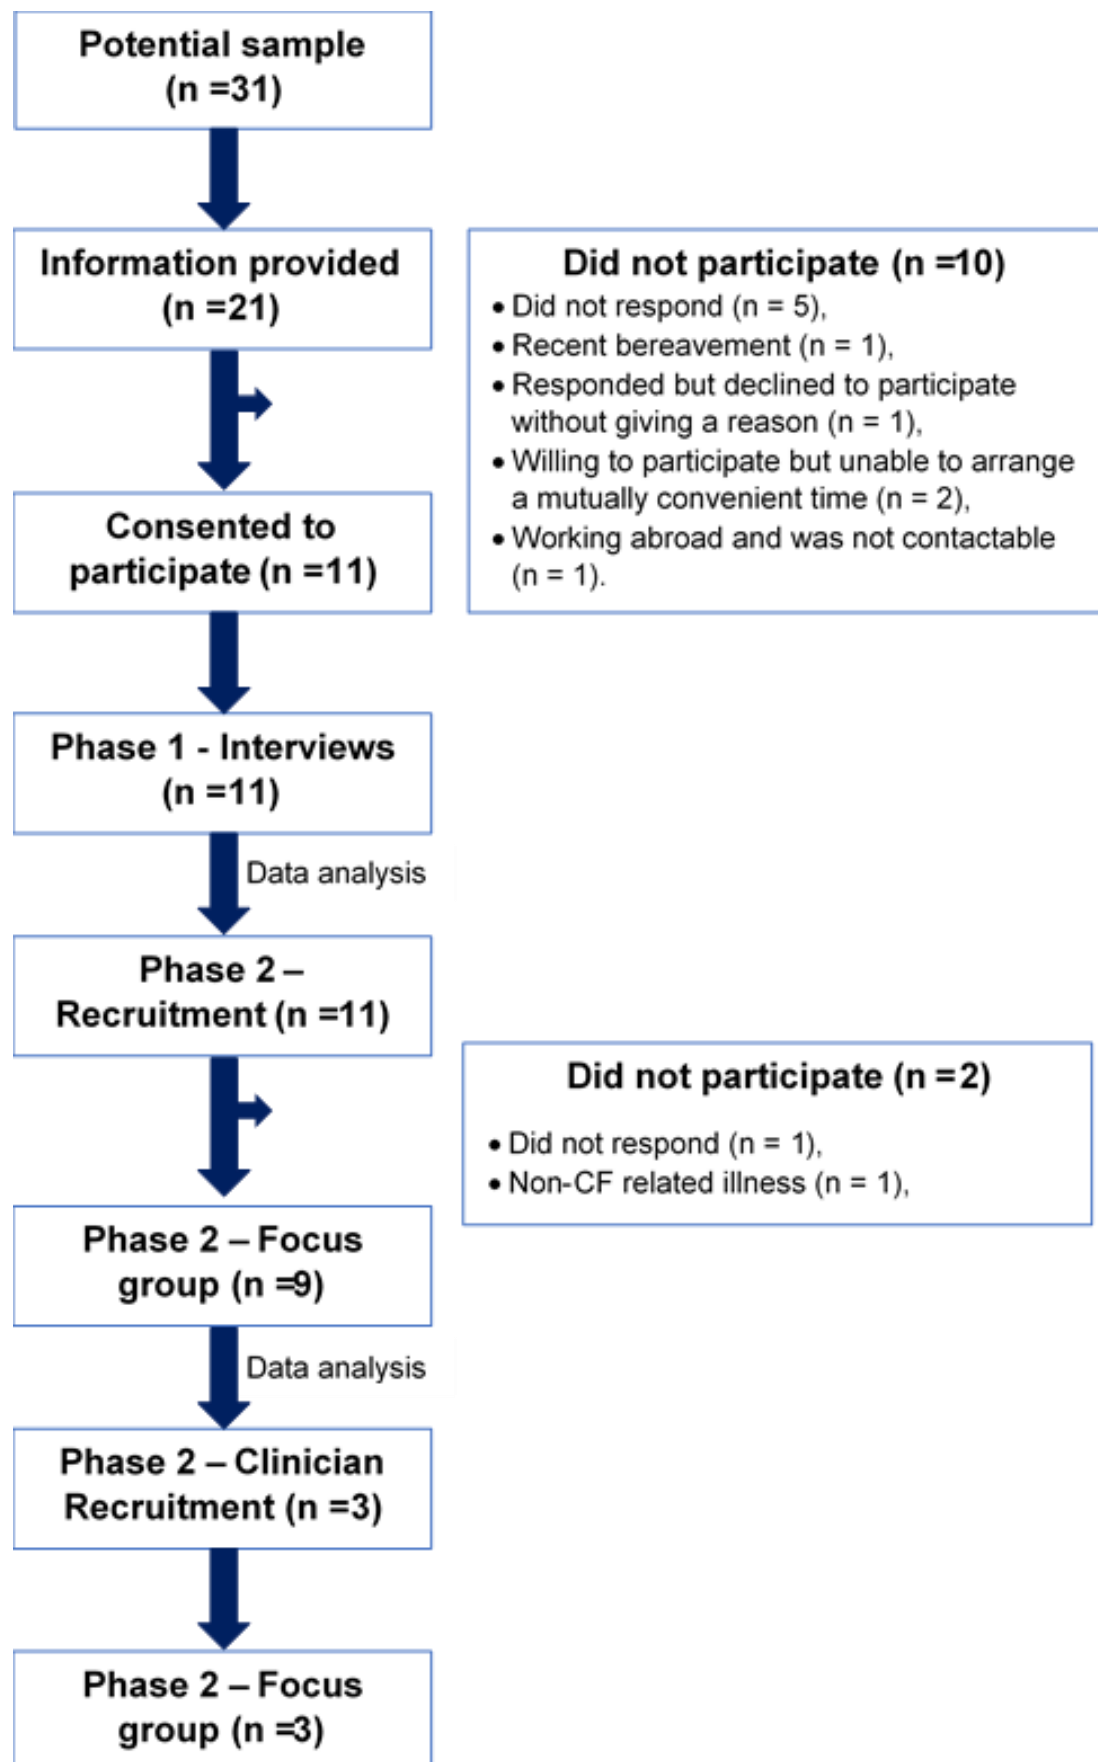 Potential sample
(n =31)
Information provided
(n =21)
Did not participate (n =10)
• Did not respond (n = 5),
• Recent bereavement (n = 1),
• Responded but declined to participate
without giving a reason (n = 1),
• Willing to participate but unable to arrange
a mutually convenient time (n = 2),
• Working abroad and was not contactable
(n = 1).
Consented to
participate (n =11)
Phase 1 - Interviews
(n =11)
Data analysis
Phase 2 –
Recruitment (n =11)
Did not participate (n =2)
• Did not respond (n = 1),
• Non-CF related illness (n = 1),
Phase 2 – Focus
group (n =9)
Data analysis
Phase 2 – Clinician
Recruitment (n =3)
Phase 2 – Focus
group (n =3)